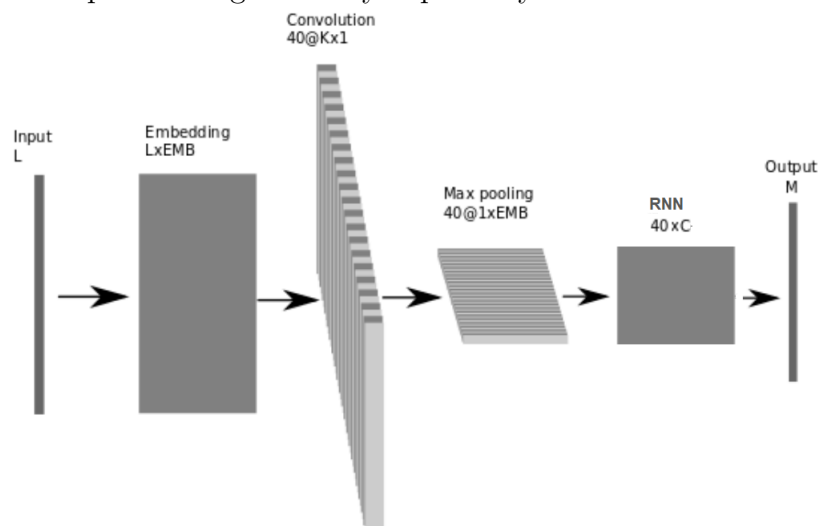 Convolution
40@Kx1
Input
L
Embedding
LxEMB
Max pooling
40@1xEMB
RNN
40xC
Output
M